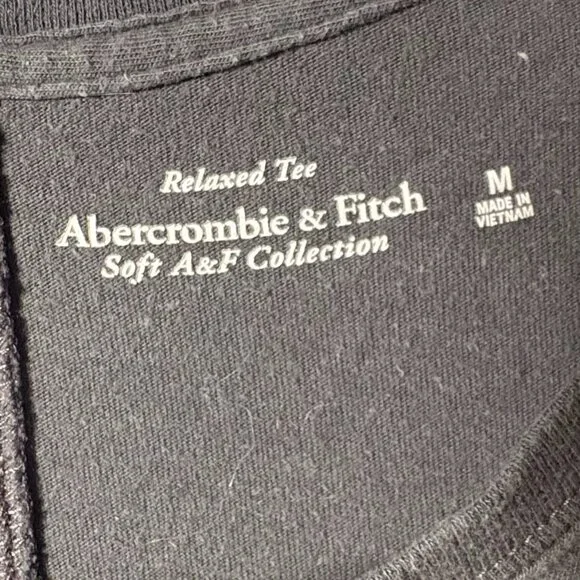 Relaxed Tee
Abercrombie & Fitch
Soft A&F Collection
M
MADE IN
VIETNAM